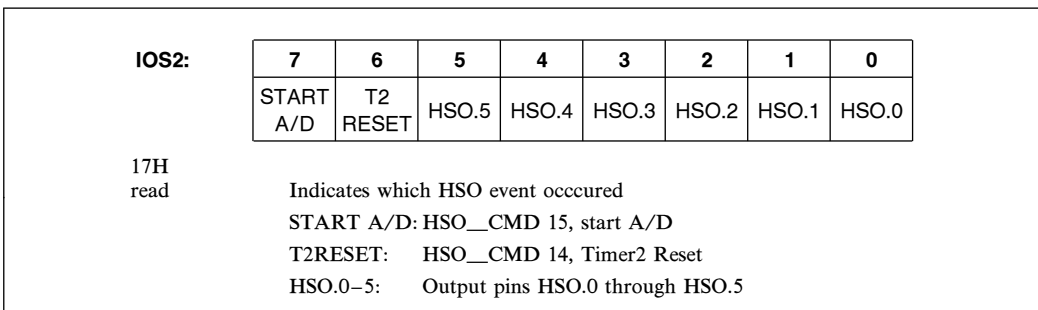 IOS2: 7 6 5 4 3 2 1 0
START A/D T2 RESET HSO.5 HSO.4 HSO.3 HSO.2 HSO.1 HSO.0
17H
read Indicates which HSO event occcured
START A/D: HSO__CMD 15, start A/D
T2RESET: HSO__CMD 14, Timer2 Reset
HSO.0–5: Output pins HSO.0 through HSO.5